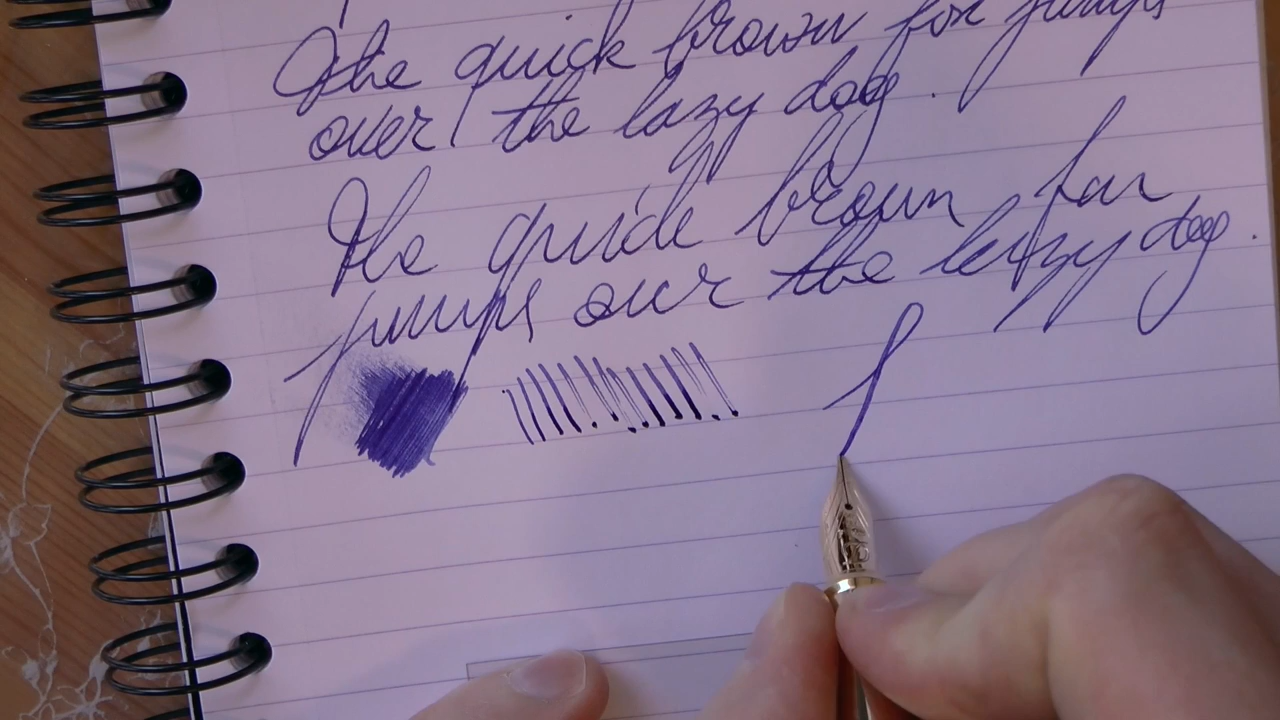 The quick brown fox jumps
over the lazy dog.
The quick brown fox
jumps over the lazy dog.
f